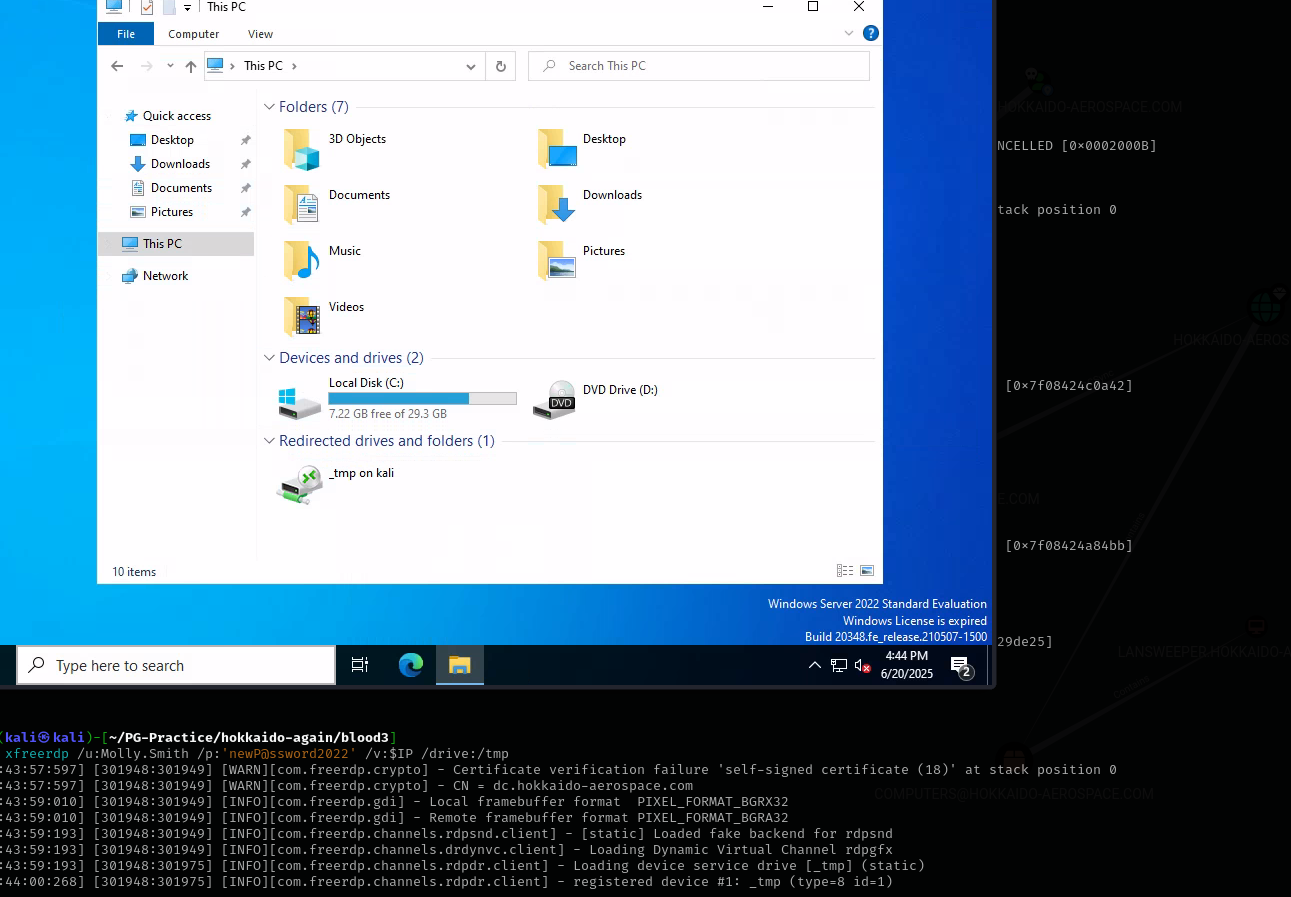 This PC
File Computer View
This PC
Search This PC
Quick access
Desktop
Downloads
Documents
Pictures
This PC
Network
Folders (7)
3D Objects
Desktop
Documents
Downloads
Music
Pictures
Videos
Devices and drives (2)
Local Disk (C:)
7.22 GB free of 29.3 GB
DVD Drive (D:)
DVD
Redirected drives and folders (1)
_tmp on kali
10 items
Windows Server 2022 Standard Evaluation
Windows License is expired
Build 20348.fe_release.210507-1500
Type here to search
4:44 PM
6/20/2025
2
HOKKAIDO-AEROSPACE.COM
NCELLED [0×0002000B]
tack position 0
HOKKAIDO-AEROS
[0×7f08424c0a42]
E.COM
[0×7f08424a84bb]
29de25]
LANSWEEPER.HOKKAIDO-A
COMPUTERS@HOKKAIDO-AEROSPACE.COM
(kali㉿kali)-[~/PG-Practice/hokkaido-again/blood3]
xfreerdp /u:Molly.Smith /p:'newP@ssword2022' /v:$IP /drive:/tmp
:43:57:597] [301948:301949] [WARN][com.freerdp.crypto] - Certificate verification failure 'self-signed certificate (18)' at stack position 0
:43:57:597] [301948:301949] [WARN][com.freerdp.crypto] - CN = dc.hokkaido-aerospace.com
:43:59:010] [301948:301949] [INFO][com.freerdp.gdi] - Local framebuffer format  PIXEL_FORMAT_BGRX32
:43:59:010] [301948:301949] [INFO][com.freerdp.gdi] - Remote framebuffer format PIXEL_FORMAT_BGRA32
:43:59:193] [301948:301949] [INFO][com.freerdp.channels.rdpsnd.client] - [static] Loaded fake backend for rdpsnd
:43:59:193] [301948:301949] [INFO][com.freerdp.channels.drdynvc.client] - Loading Dynamic Virtual Channel rdpgfx
:43:59:193] [301948:301975] [INFO][com.freerdp.channels.rdpdr.client] - Loading device service drive [_tmp] (static)
:44:00:268] [301948:301975] [INFO][com.freerdp.channels.rdpdr.client] - registered device #1: _tmp (type=8 id=1)